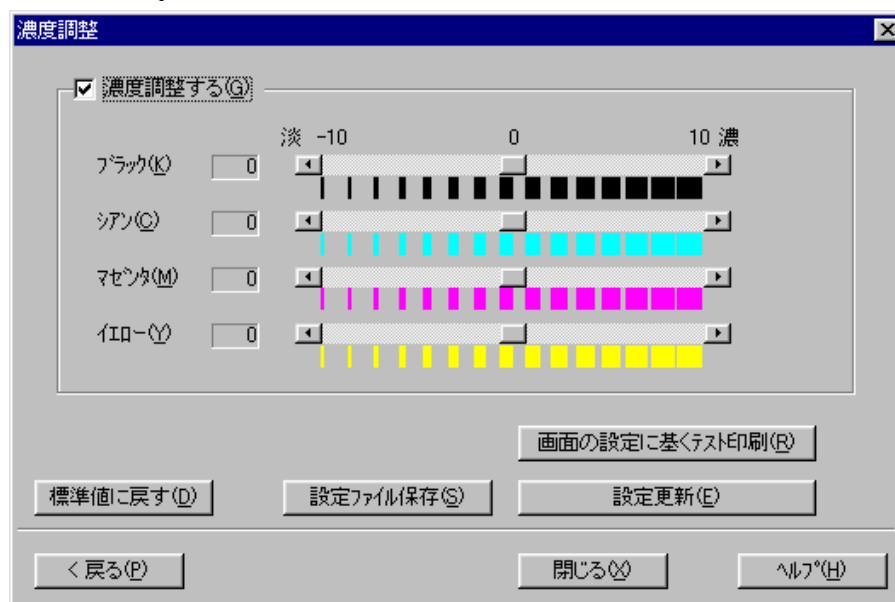 濃度調整
濃度調整する(G)
淡 -10 0 10 濃
ﾌﾞﾗｯｸ(K) 0
ｼｱﾝ(C) 0
ﾏｾﾞﾝﾀ(M) 0
ｲｴﾛｰ(Y) 0
画面の設定に基くﾃｽﾄ印刷(R)
標準値に戻す(D) 設定ﾌｧｲﾙ保存(S) 設定更新(E)
< 戻る(P) 閉じる(X) ﾍﾙﾌﾟ(H)